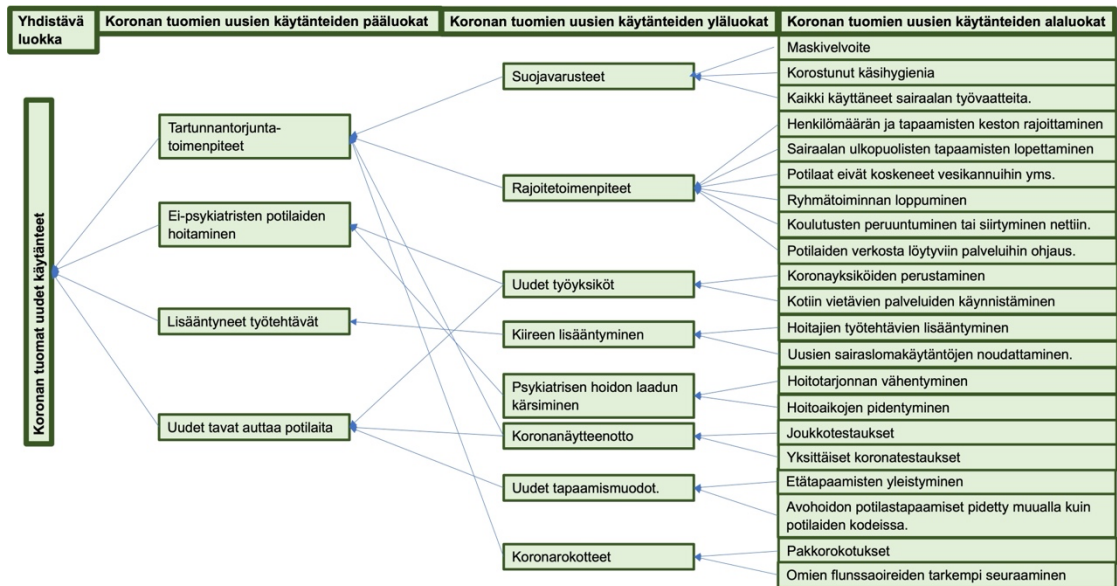 Yhdistävä
luokka
Koronan tuomien uusien käytänteiden pääluokat
Koronan tuomien uusien käytänteiden yläluokat
Koronan tuomien uusien käytänteiden alaluokat
Koronan tuomat uudet käytänteet
Tartunnantorjunta-
toimenpiteet
Ei-psykiatristen potilaiden
hoitaminen
Lisääntyneet työtehtävät
Uudet tavat auttaa potilaita
Suojavarusteet
Rajoitetoimenpiteet
Uudet työyksiköt
Kiireen lisääntyminen
Psykiatrisen hoidon laadun
kärsiminen
Koronanäytteenotto
Uudet tapaamismuodot.
Koronarokotteet
Maskivelvoite
Korostunut käsihygienia
Kaikki käyttäneet sairaalan työvaatteita.
Henkilömäärän ja tapaamisten keston rajoittaminen
Sairaalan ulkopuolisten tapaamisten lopettaminen
Potilaat eivät koskeneet vesikannuihin yms.
Ryhmätoiminnan loppuminen
Koulutusten peruuntuminen tai siirtyminen nettiin.
Potilaiden verkosta löytyviin palveluihin ohjaus.
Koronayksiköiden perustaminen
Kotiin vietävien palveluiden käynnistäminen
Hoitajien työtehtävien lisääntyminen
Uusien sairaslomakäytäntöjen noudattaminen.
Hoitotarjonnan vähentyminen
Hoitoaikojen pidentyminen
Joukkotestaukset
Yksittäiset koronatestaukset
Etätapaamisten yleistyminen
Avohoidon potilastapaamiset pidetty muualla kuin
potilaiden kodeissa.
Pakkorokotukset
Omien flunssaoireiden tarkempi seuraaminen